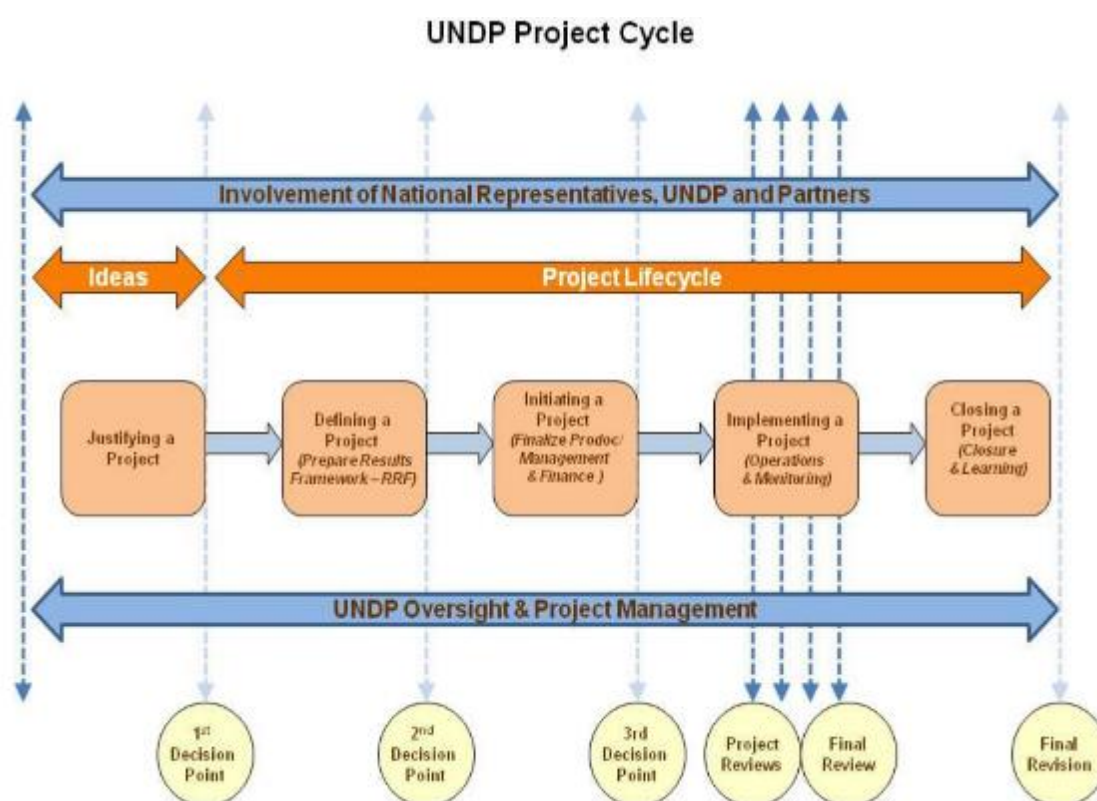 UNDP Project Cycle
Involvement of National Representatives, UNDP and Partners
Ideas
Project Lifecycle
Justifying a
Project
Defining a
Project
(Prepare Results
Framework – RRF)
Initiating a
Project
(Finalize Prodoc/
Management
& Finance )
Implementing a
Project
(Operations
& Monitoring)
Closing a
Project
(Closure
& Learning)
UNDP Oversight & Project Management
1st
Decision
Point
2nd
Decision
Point
3rd
Decision
Point
Project
Reviews
Final
Review
Final
Revision